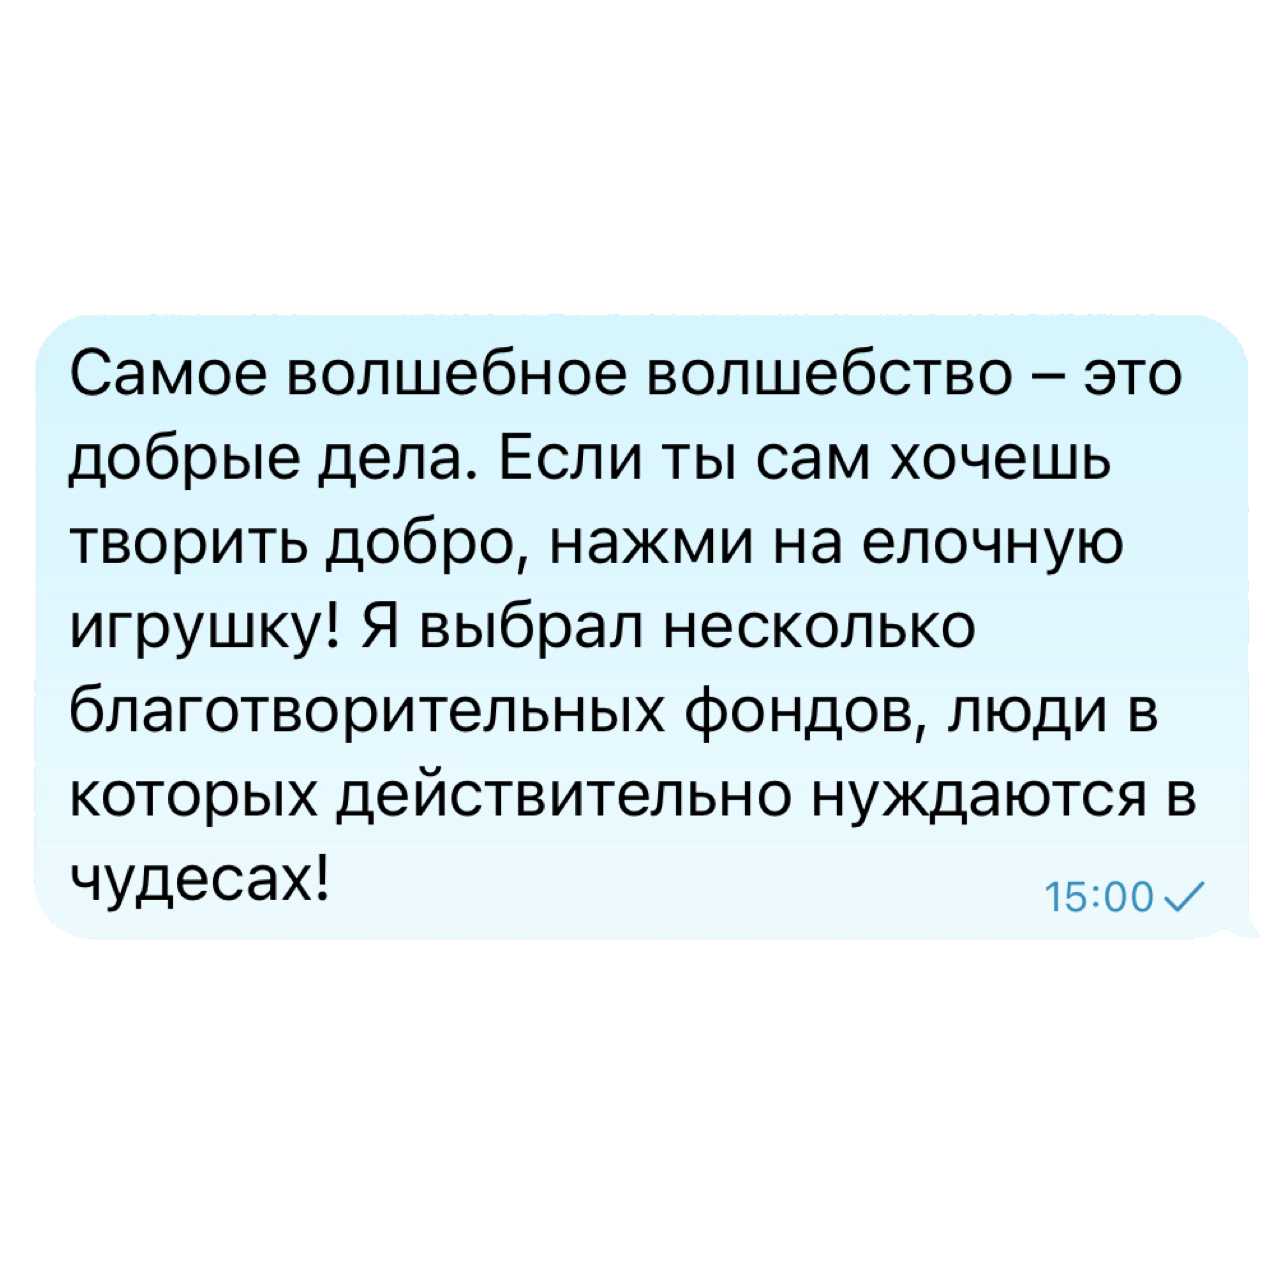 Самое волшебное волшебство – это
добрые дела. Если ты сам хочешь
творить добро, нажми на елочную
игрушку! Я выбрал несколько
благотворительных фондов, люди в
которых действительно нуждаются в
чудесах!
15:00